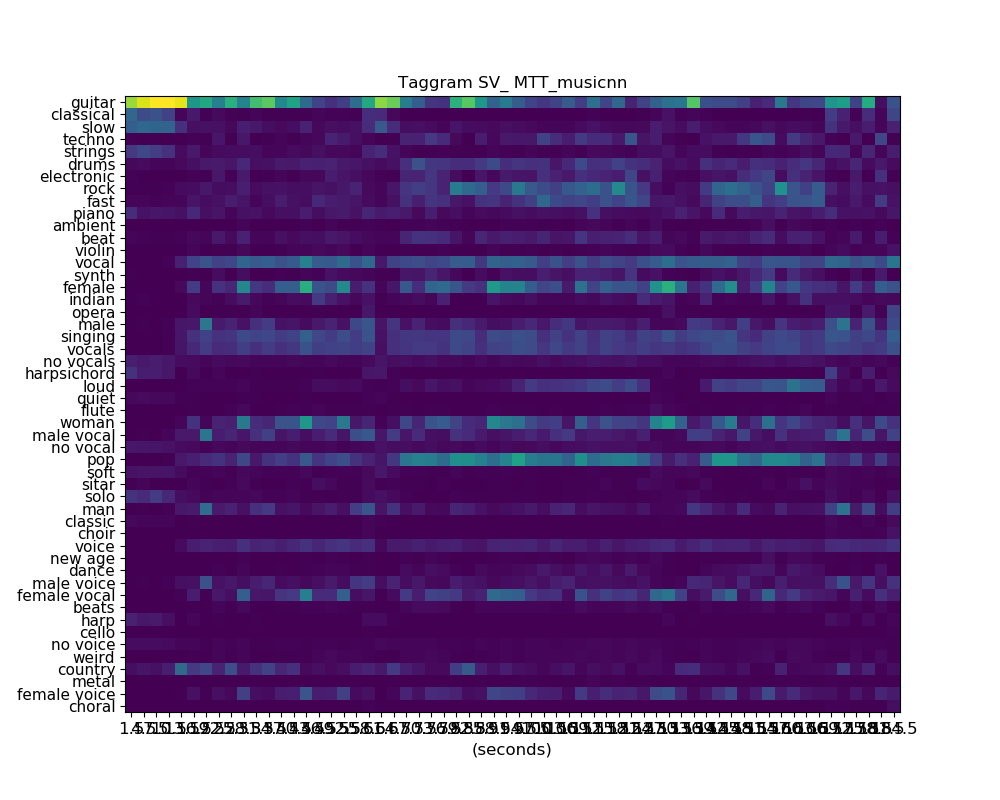 Taggram SV_ MTT_musicnn
guitar
classical
slow
techno
strings
drums
electronic
rock
fast
piano
ambient
beat
violin
vocal
synth
female
indian
opera
male
singing
vocals
no vocals
harpsichord
loud
quiet
flute
woman
male vocal
no vocal
pop
soft
sitar
solo
man
classic
choir
voice
new age
dance
male voice
female vocal
beats
harp
cello
no voice
weird
country
metal
female voice
choral
(seconds)